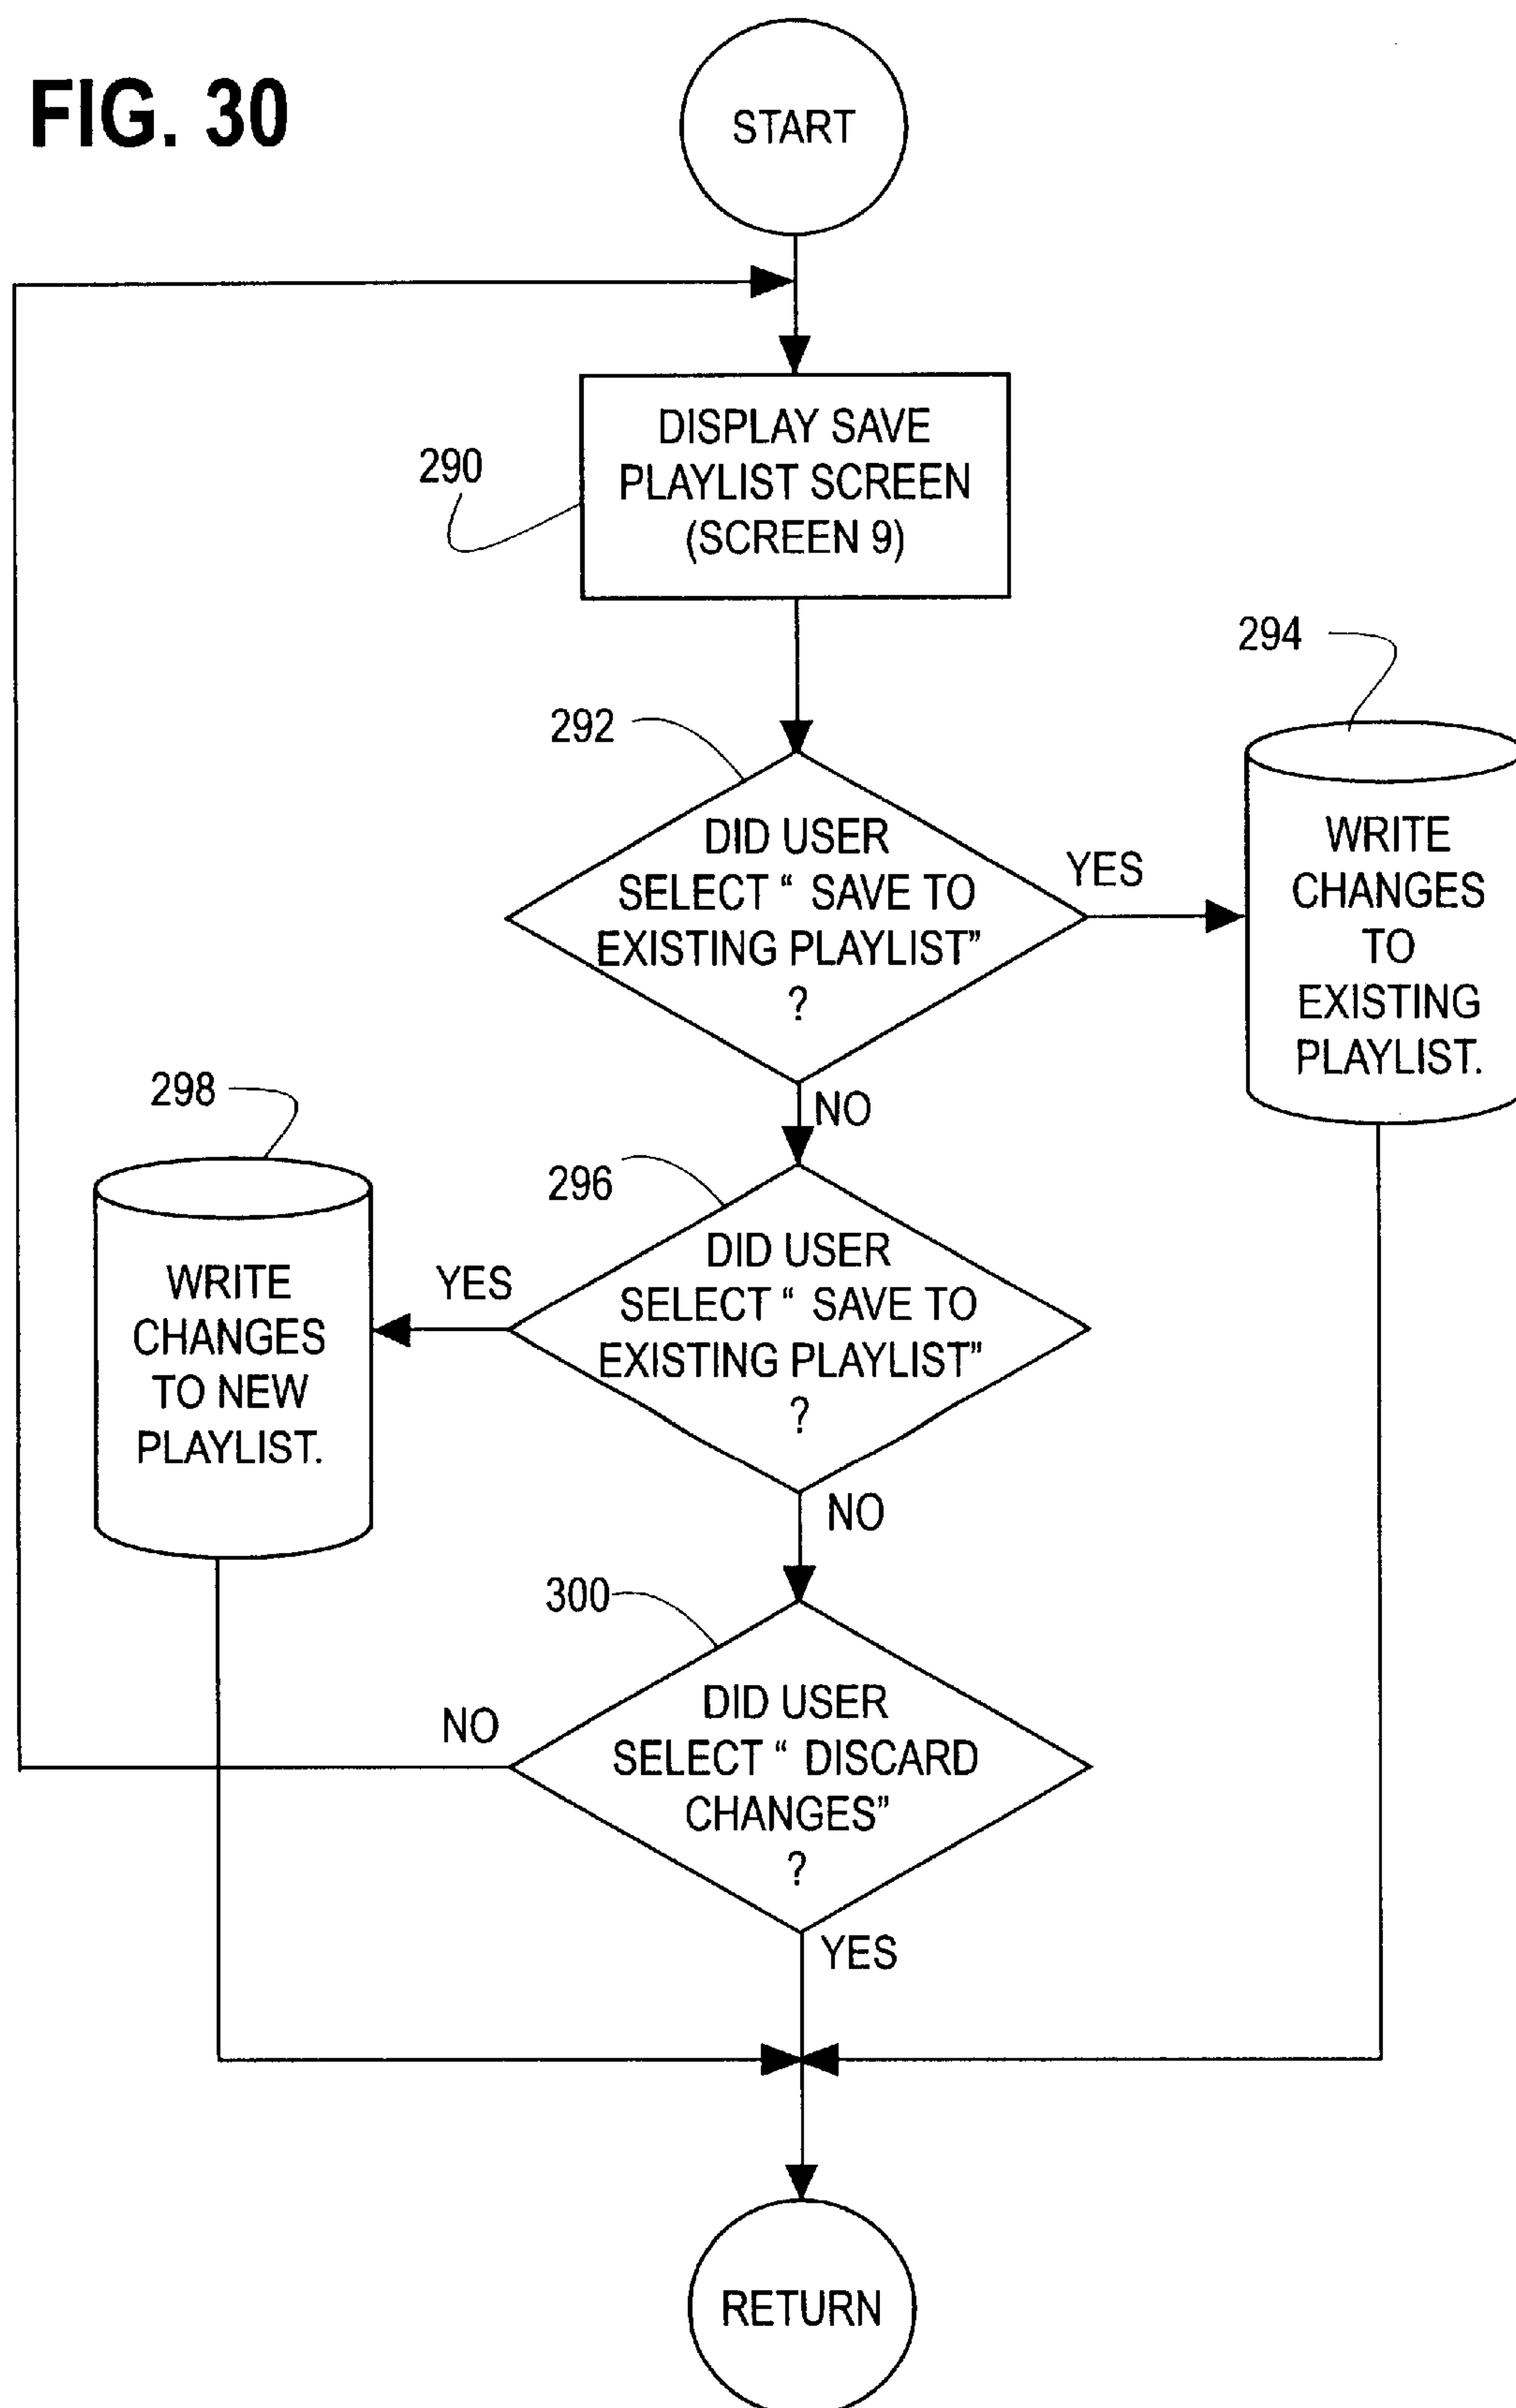 FIG. 30
START
290
DISPLAY SAVE
PLAYLIST SCREEN
(SCREEN 9)
292
DID USER
SELECT “ SAVE TO
EXISTING PLAYLIST”
?
YES
294
WRITE
CHANGES
TO
EXISTING
PLAYLIST.
NO
296
DID USER
SELECT “ SAVE TO
EXISTING PLAYLIST”
?
YES
298
WRITE
CHANGES
TO NEW
PLAYLIST.
NO
300
DID USER
SELECT “ DISCARD
CHANGES”
?
NO
YES
RETURN